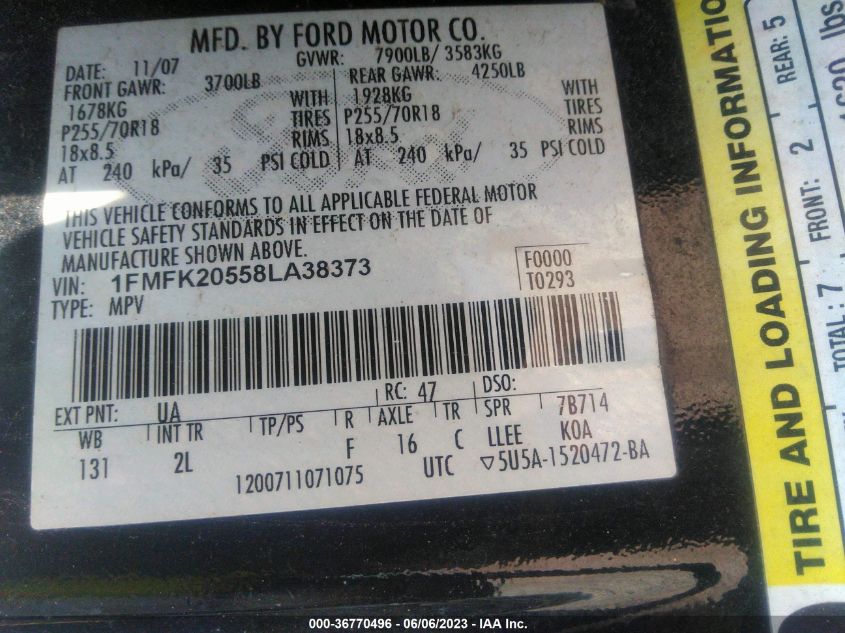 MFD. BY FORD MOTOR CO.
DATE: 11/07 GVWR: 7900LB/ 3583KG
FRONT GAWR: 3700LB REAR GAWR: 4250LB
1678KG WITH 1928KG WITH
P255/70R18 TIRES P255/70R18 TIRES
18x8.5 RIMS 18x8.5 RIMS
AT 240 kPa/ 35 PSI COLD AT 240 kPa/ 35 PSI COLD
THIS VEHICLE CONFORMS TO ALL APPLICABLE FEDERAL MOTOR
VEHICLE SAFETY STANDARDS IN EFFECT ON THE DATE OF
MANUFACTURE SHOWN ABOVE.
VIN: 1FMFK20558LA38373 F0000
TYPE: MPV T0293
EXT PNT: UA RC: 47 DSO:
WB INT TR TP/PS R AXLE TR SPR 7B714
131 2L F 16 C LLEE KOA
1200711071075 UTC ▽5U5A-1520472-BA
TIRE AND LOADING INFORMATIO
TOTAL: 7 FRONT: 2 REAR: 5
lbs
000-36770496 - 06/06/2023 - IAA Inc.